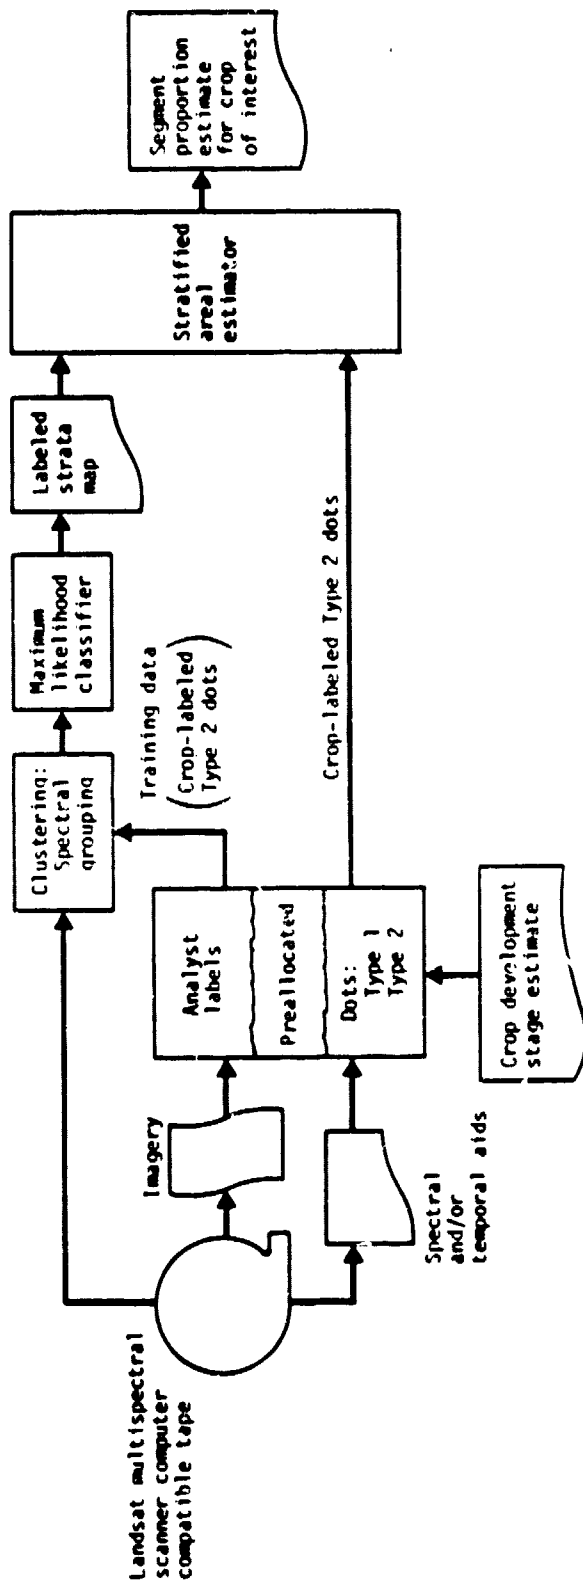 Landsat multispectral
scanner computer
compatible tape
Imagery
Spectral
and/or
temporal aids
Analyst
labels
Preallocated
Dots:
Type 1
Type 2
Crop development
stage estimate
Clustering:
Spectral
grouping
Training data
(Crop-labeled
Type 2 dots)
Maximum
likelihood
classifier
Labeled
strata
map
Crop-labeled Type 2 dots
Stratified
areal
estimator
Segment
proportion
estimate
for crop
of interest